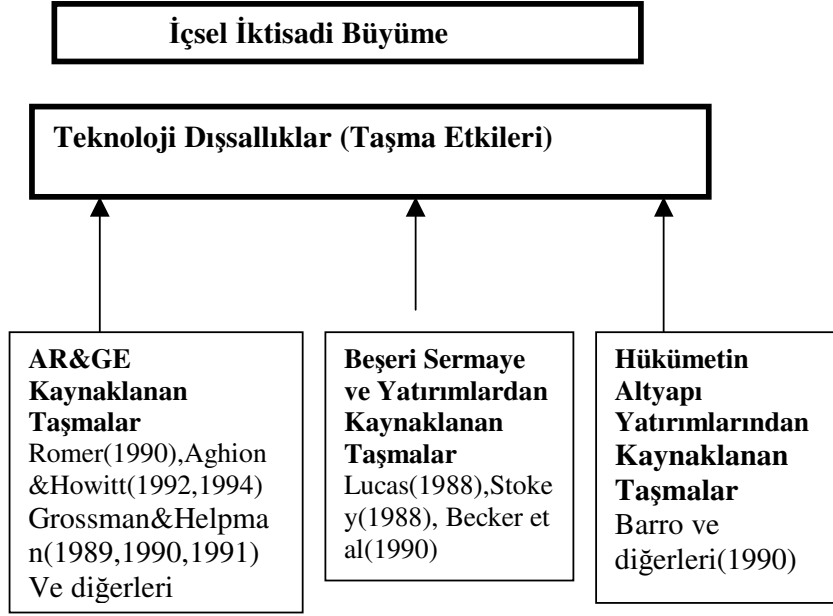 İçsel İktisadi Büyüme
Teknoloji Dışsallıklar (Taşma Etkileri)
AR&GE
Kaynaklanan
Taşmalar
Romer(1990),Aghion
&Howitt(1992,1994)
Grossman&Helpma
n(1989,1990,1991)
Ve diğerleri
Beşeri Sermaye
ve Yatırımlardan
Kaynaklanan
Taşmalar
Lucas(1988),Stoke
y(1988), Becker et
al(1990)
Hükümetin
Altyapı
Yatırımlarından
Kaynaklanan
Taşmalar
Barro ve
diğerleri(1990)